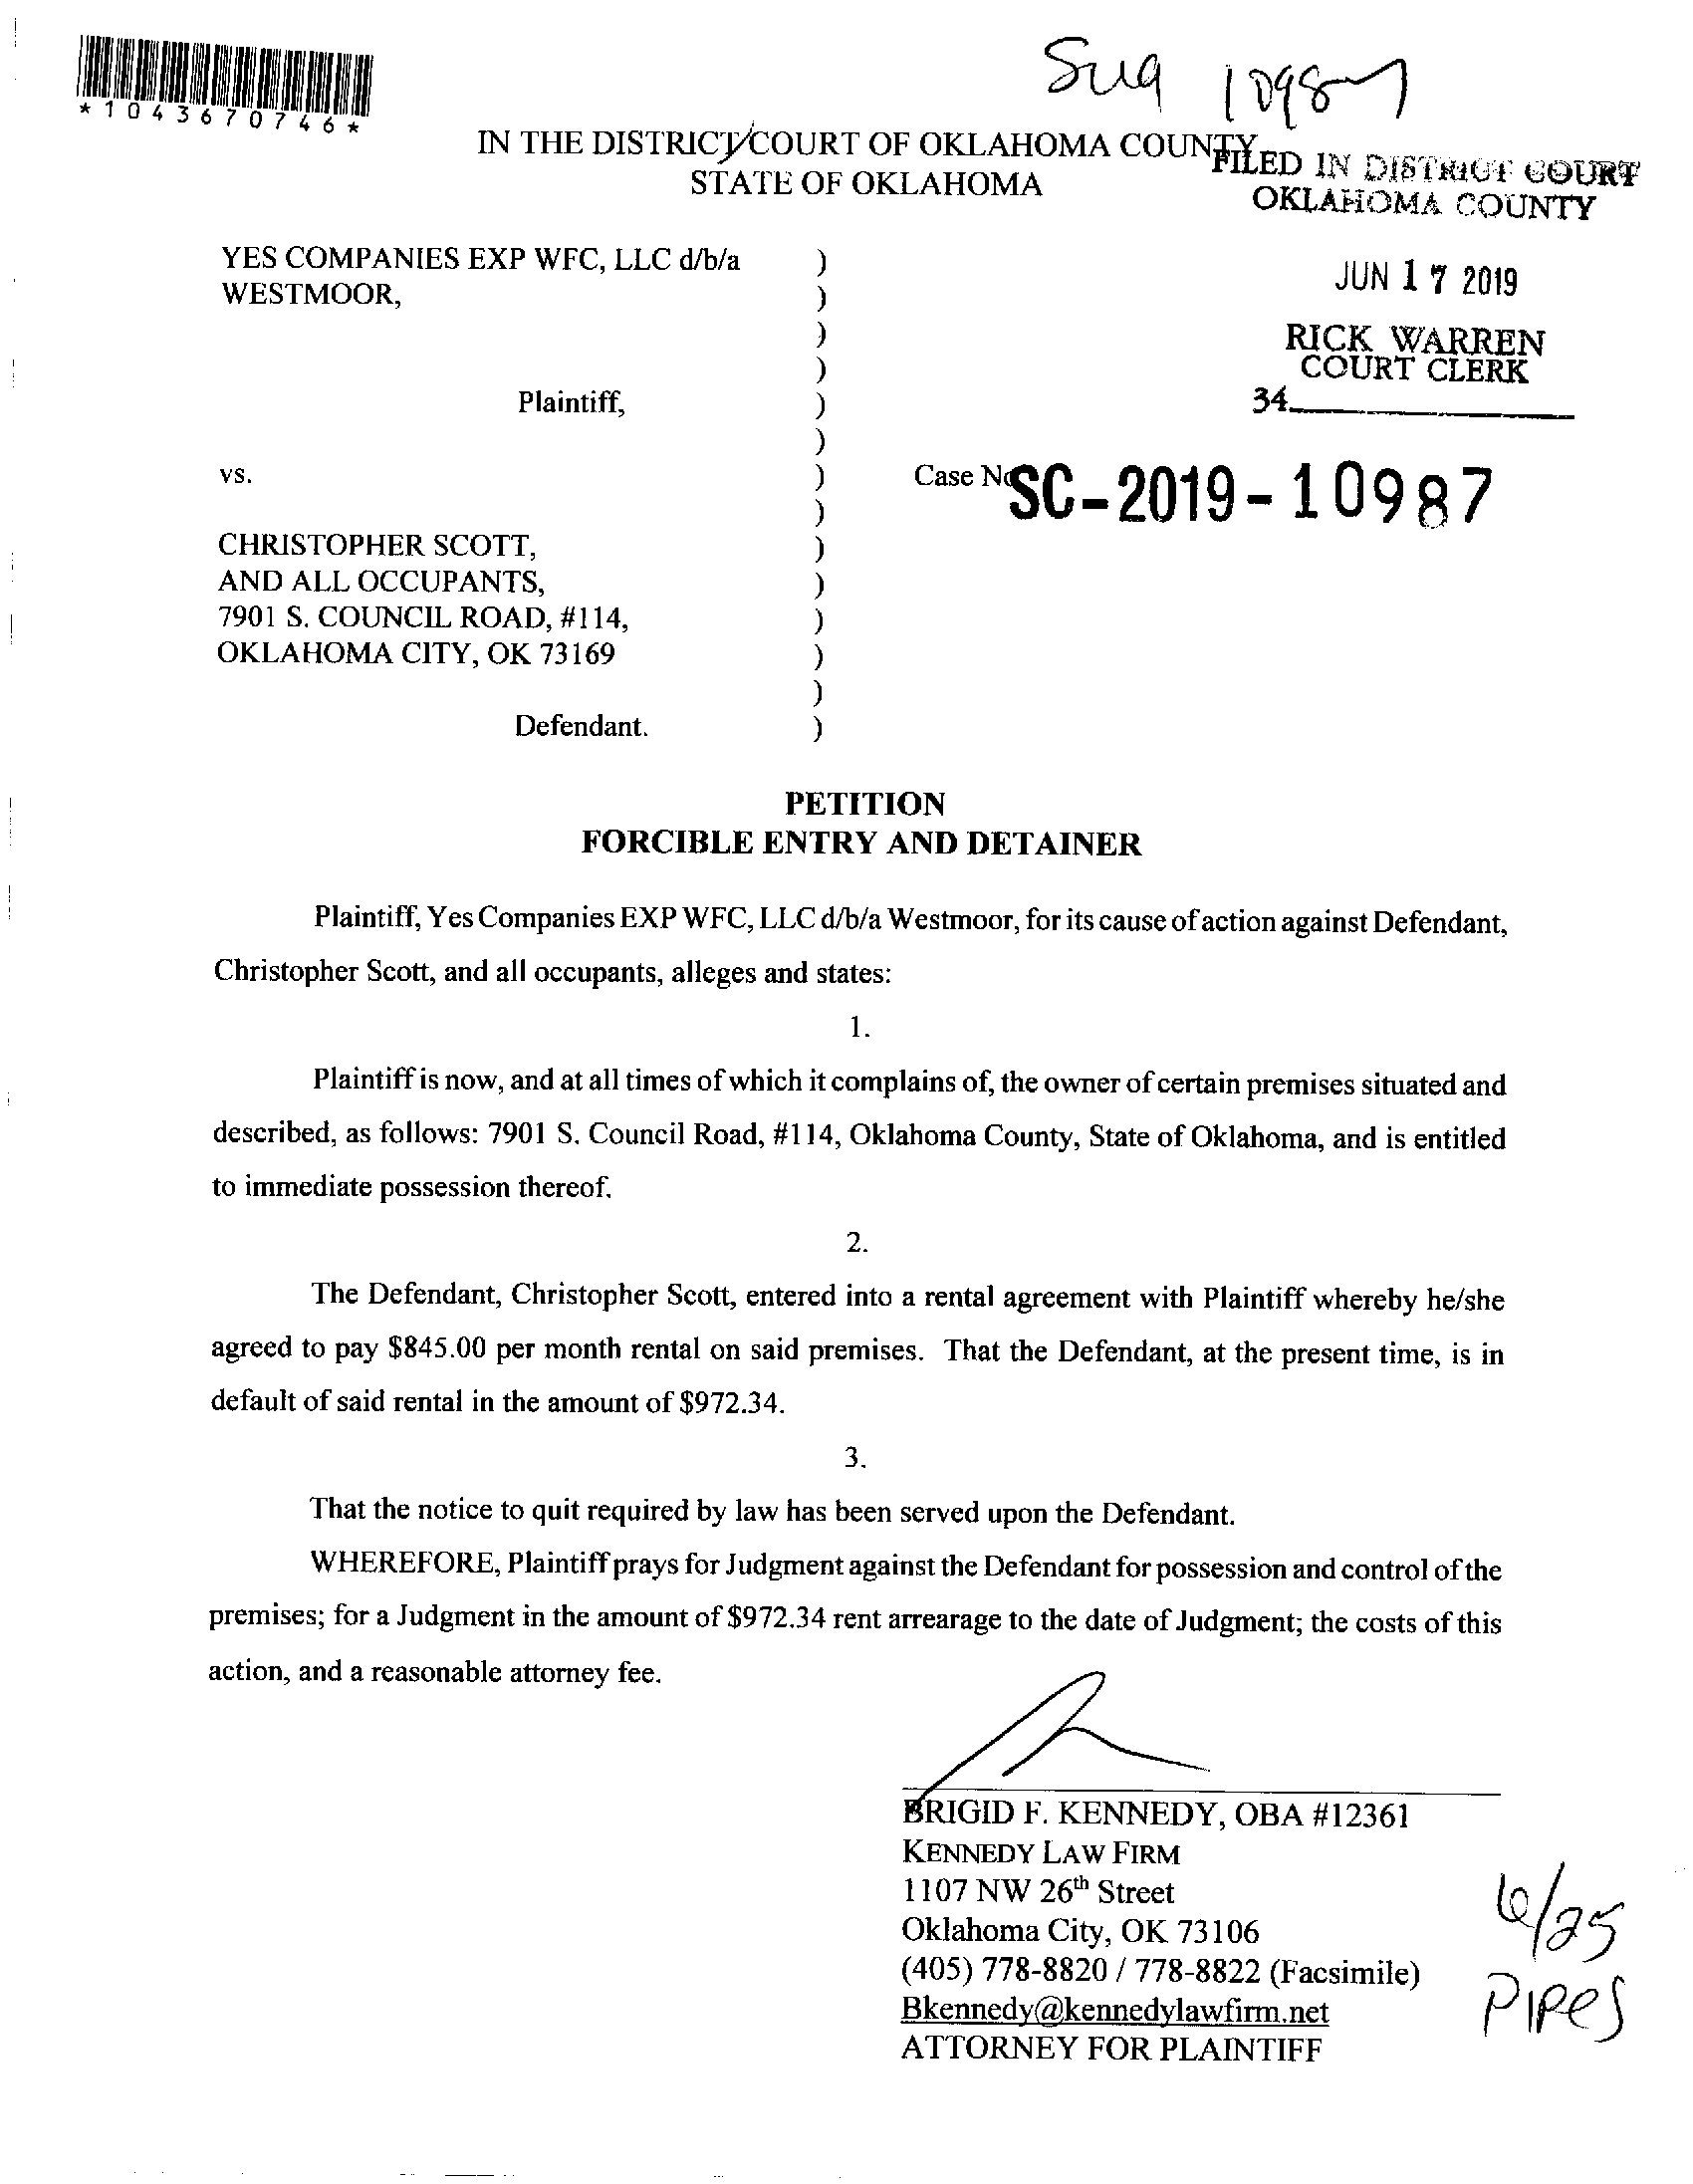 *1043670746*
10987
IN THE DISTRICT COURT OF OKLAHOMA COUNTY
STATE OF OKLAHOMA
FILED IN DISTRICT COURT
OKLAHOMA COUNTY
JUN 17 2019
RICK WARREN
COURT CLERK
34
YES COMPANIES EXP WFC, LLC d/b/a )
WESTMOOR, )
)
)
Plaintiff, )
)
vs. )
Case No SC-2019-10987
)
CHRISTOPHER SCOTT, )
AND ALL OCCUPANTS, )
7901 S. COUNCIL ROAD, #114, )
OKLAHOMA CITY, OK 73169 )
)
Defendant. )
PETITION
FORCIBLE ENTRY AND DETAINER
Plaintiff, Yes Companies EXP WFC, LLC d/b/a Westmoor, for its cause of action against Defendant,
Christopher Scott, and all occupants, alleges and states:
1.
Plaintiff is now, and at all times of which it complains of, the owner of certain premises situated and
described, as follows: 7901 S. Council Road, #114, Oklahoma County, State of Oklahoma, and is entitled
to immediate possession thereof.
2.
The Defendant, Christopher Scott, entered into a rental agreement with Plaintiff whereby he/she
agreed to pay $845.00 per month rental on said premises. That the Defendant, at the present time, is in
default of said rental in the amount of $972.34.
3.
That the notice to quit required by law has been served upon the Defendant.
WHEREFORE, Plaintiff prays for Judgment against the Defendant for possession and control of the
premises; for a Judgment in the amount of $972.34 rent arrearage to the date of Judgment; the costs of this
action, and a reasonable attorney fee.
BRIGID F. KENNEDY, OBA #12361
KENNEDY LAW FIRM
1107 NW 26th Street
Oklahoma City, OK 73106
(405) 778-8820 / 778-8822 (Facsimile)
Bkennedy@kennedylawfirm.net
ATTORNEY FOR PLAINTIFF
6/25
PIPES